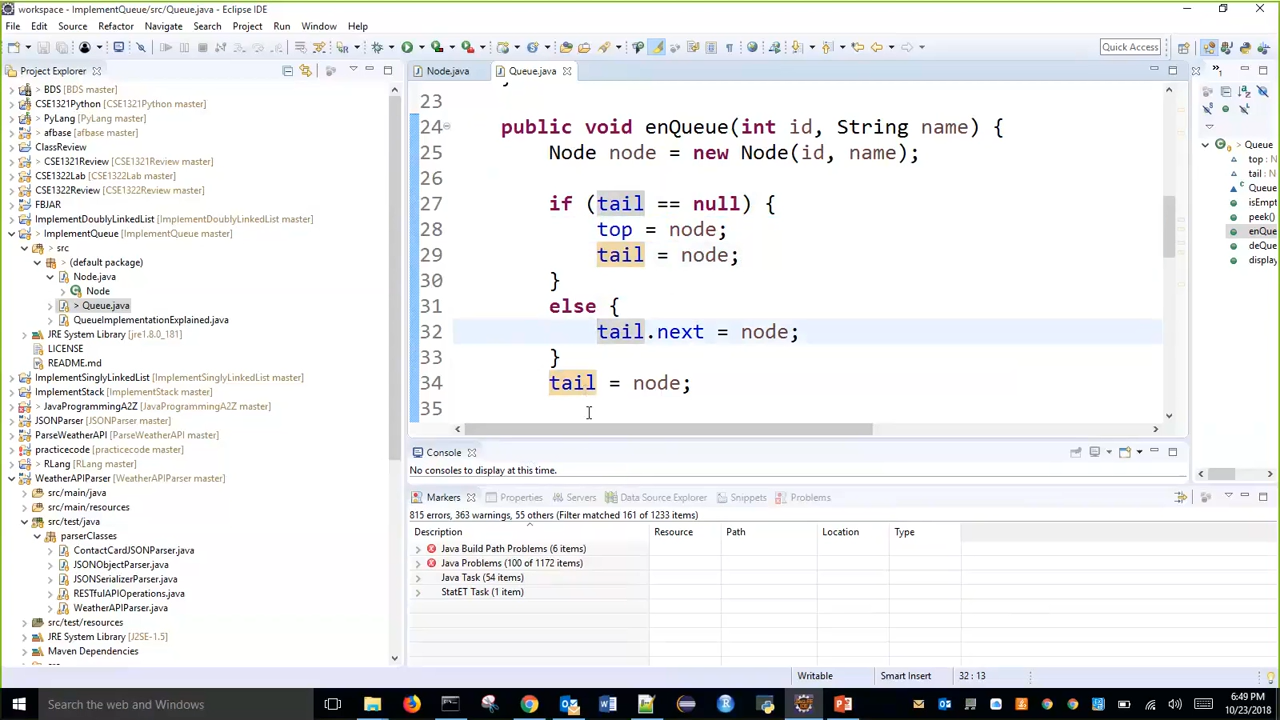 workspace - ImplementQueue/src/Queue.java - Eclipse IDE
File Edit Source Refactor Navigate Search Project Run Window Help
Quick Access
Project Explorer
BDS [BDS master]
> CSE1321Python [CSE1321Python master]
> PyLang [PyLang master]
> afbase [afbase master]
ClassReview
> CSE1321Review [CSE1321Review master]
CSE1322Lab [CSE1322Lab master]
CSE1322Review [CSE1322Review master]
FBJAR
ImplementDoublyLinkedList [ImplementDoublyLinkedList master]
> ImplementQueue [ImplementQueue master]
> src
> (default package)
Node.java
Node
> Queue.java
QueueImplementationExplained.java
JRE System Library [jre1.8.0_181]
LICENSE
README.md
ImplementSinglyLinkedList [ImplementSinglyLinkedList master]
ImplementStack [ImplementStack master]
> JavaProgrammingA2Z [JavaProgrammingA2Z master]
JSONParser [JSONParser master]
ParseWeatherAPI [ParseWeatherAPI master]
practicecode [practicecode master]
> RLang [RLang master]
WeatherAPIParser [WeatherAPIParser master]
src/main/java
src/main/resources
src/test/java
parserClasses
ContactCardJSONParser.java
JSONObjectParser.java
JSONSerializerParser.java
RESTfulAPIOperations.java
WeatherAPIParser.java
src/test/resources
JRE System Library [J2SE-1.5]
Maven Dependencies
Node.java Queue.java
23
24 public void enQueue(int id, String name) {
25 Node node = new Node(id, name);
26
27 if (tail == null) {
28 top = node;
29 tail = node;
30 }
31 else {
32 tail.next = node;
33 }
34 tail = node;
35
Queue
top :
tail : N
Queue
isEmp
peek()
enQue
deQu
display
Console
No consoles to display at this time.
Markers Properties Servers Data Source Explorer Snippets Problems
815 errors, 363 warnings, 55 others (Filter matched 161 of 1233 items)
Description Resource Path Location Type
Java Build Path Problems (6 items)
Java Problems (100 of 1172 items)
Java Task (54 items)
StatET Task (1 item)
Writable Smart Insert 32 : 13
Search the web and Windows
6:49 PM
10/23/2018